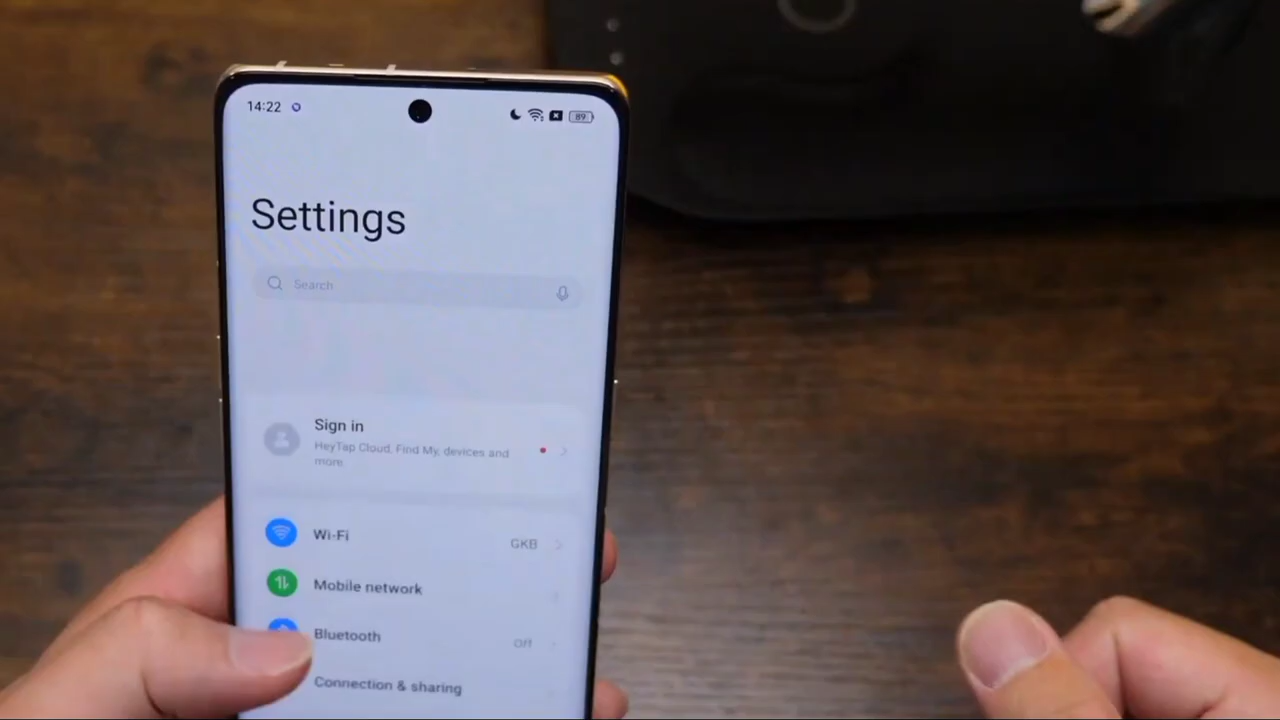 14:22
89
Settings
Search
Sign in
HeyTap Cloud, Find My, devices and
more
Wi-Fi
GKB
Mobile network
Bluetooth
Off
Connection & sharing